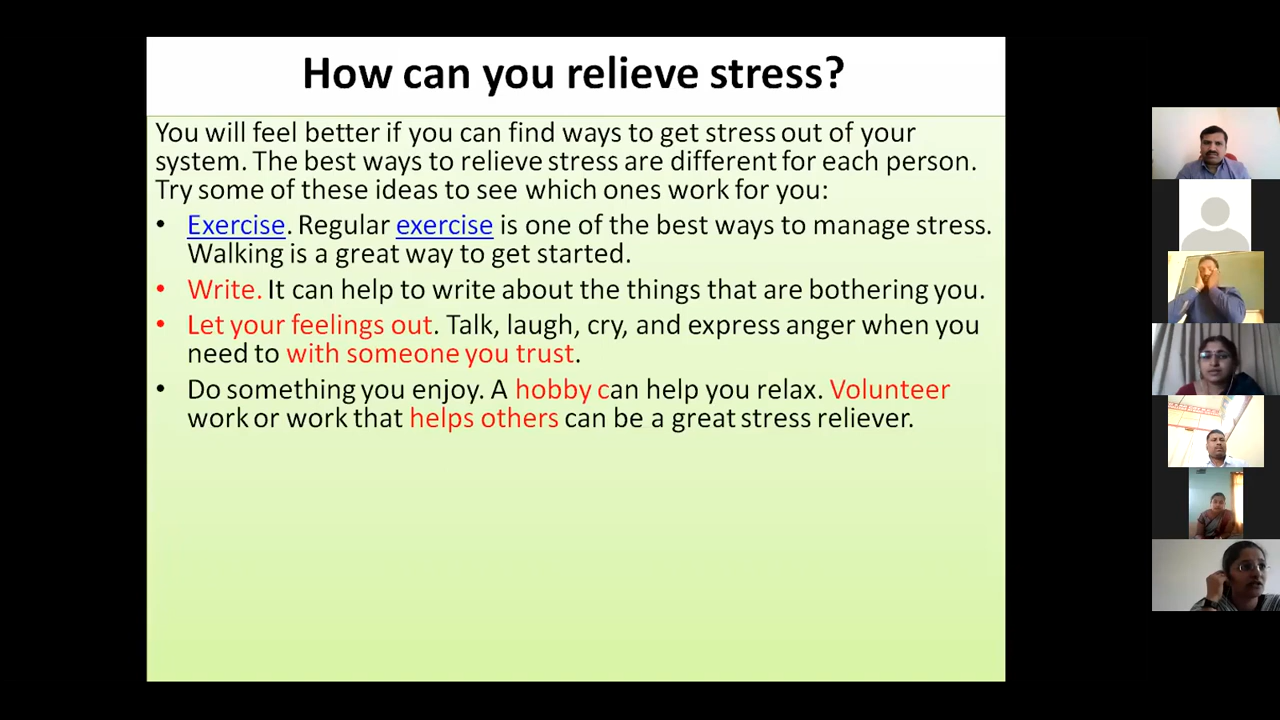 How can you relieve stress?
You will feel better if you can find ways to get stress out of your
system. The best ways to relieve stress are different for each person.
Try some of these ideas to see which ones work for you:
• Exercise. Regular exercise is one of the best ways to manage stress.
Walking is a great way to get started.
• Write. It can help to write about the things that are bothering you.
• Let your feelings out. Talk, laugh, cry, and express anger when you
need to with someone you trust.
• Do something you enjoy. A hobby can help you relax. Volunteer
work or work that helps others can be a great stress reliever.